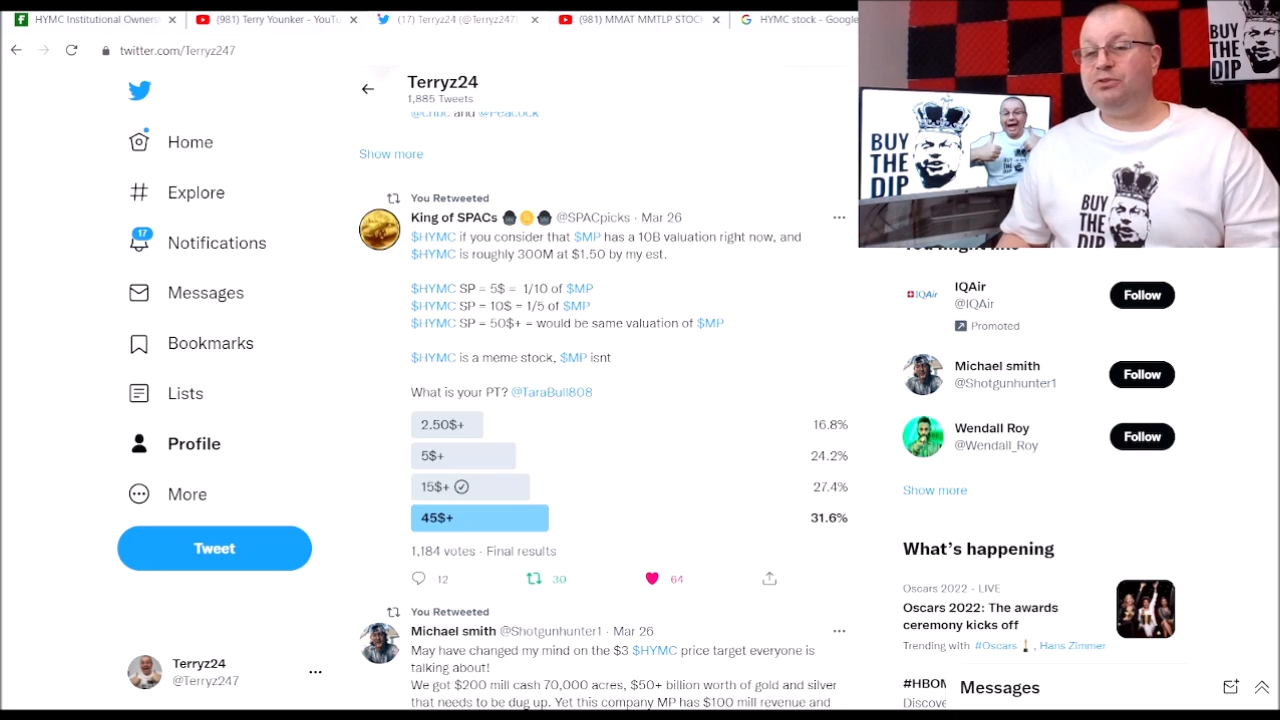 HYMC Institutional Owners
(981) Terry Younker - YouTu
(17) Terryz24 (@Terryz247)
(981) MMAT MMTLP STOC
HYMC stock - Google
twitter.com/Terryz247
Terryz24
1,885 Tweets
Home
Explore
17
Notifications
Messages
Bookmarks
Lists
Profile
More
Tweet
Terryz24
@Terryz247
@cnbc and @Peacock
Show more
You Retweeted
King of SPACs @SPACpicks · Mar 26
$HYMC if you consider that $MP has a 10B valuation right now, and
$HYMC is roughly 300M at $1.50 by my est.
$HYMC SP = 5$ = 1/10 of $MP
$HYMC SP = 10$ = 1/5 of $MP
$HYMC SP = 50$+ = would be same valuation of $MP
$HYMC is a meme stock, $MP isnt
What is your PT? @TaraBull808
2.50$+ 16.8%
5$+ 24.2%
15$+ 27.4%
45$+ 31.6%
1,184 votes · Final results
12 30 64
You Retweeted
Michael smith @Shotgunhunter1 · Mar 26
May have changed my mind on the $3 $HYMC price target everyone is
talking about!
We got $200 mill cash 70,000 acres, $50+ billion worth of gold and silver
that needs to be dug up. Yet this company MP has $100 mill revenue and
BUY
THE
DIP
BUY
THE
DIP
BUY
THE
DIP
You might like
IQAir
IQAir
@IQAir
Promoted
Follow
Michael smith
@Shotgunhunter1
Follow
Wendall Roy
@Wendall_Roy
Follow
Show more
What's happening
Oscars 2022 · LIVE
Oscars 2022: The awards
ceremony kicks off
Trending with #Oscars , Hans Zimmer
#HBOM
Discove
Messages